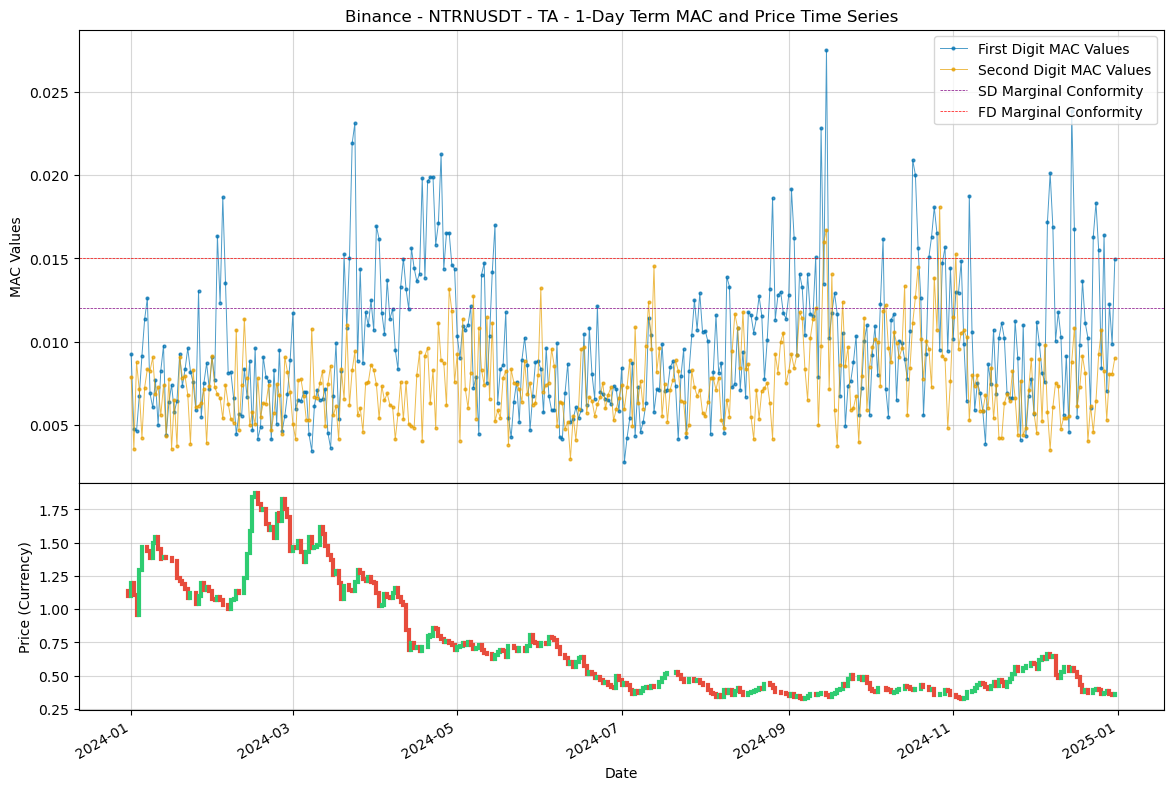 Binance - NTRNUSDT - TA - 1-Day Term MAC and Price Time Series
First Digit MAC Values
Second Digit MAC Values
SD Marginal Conformity
FD Marginal Conformity
MAC Values
0.025
0.020
0.015
0.010
0.005
Price (Currency)
1.75
1.50
1.25
1.00
0.75
0.50
0.25
2024-01
2024-03
2024-05
2024-07
2024-09
2024-11
2025-01
Date